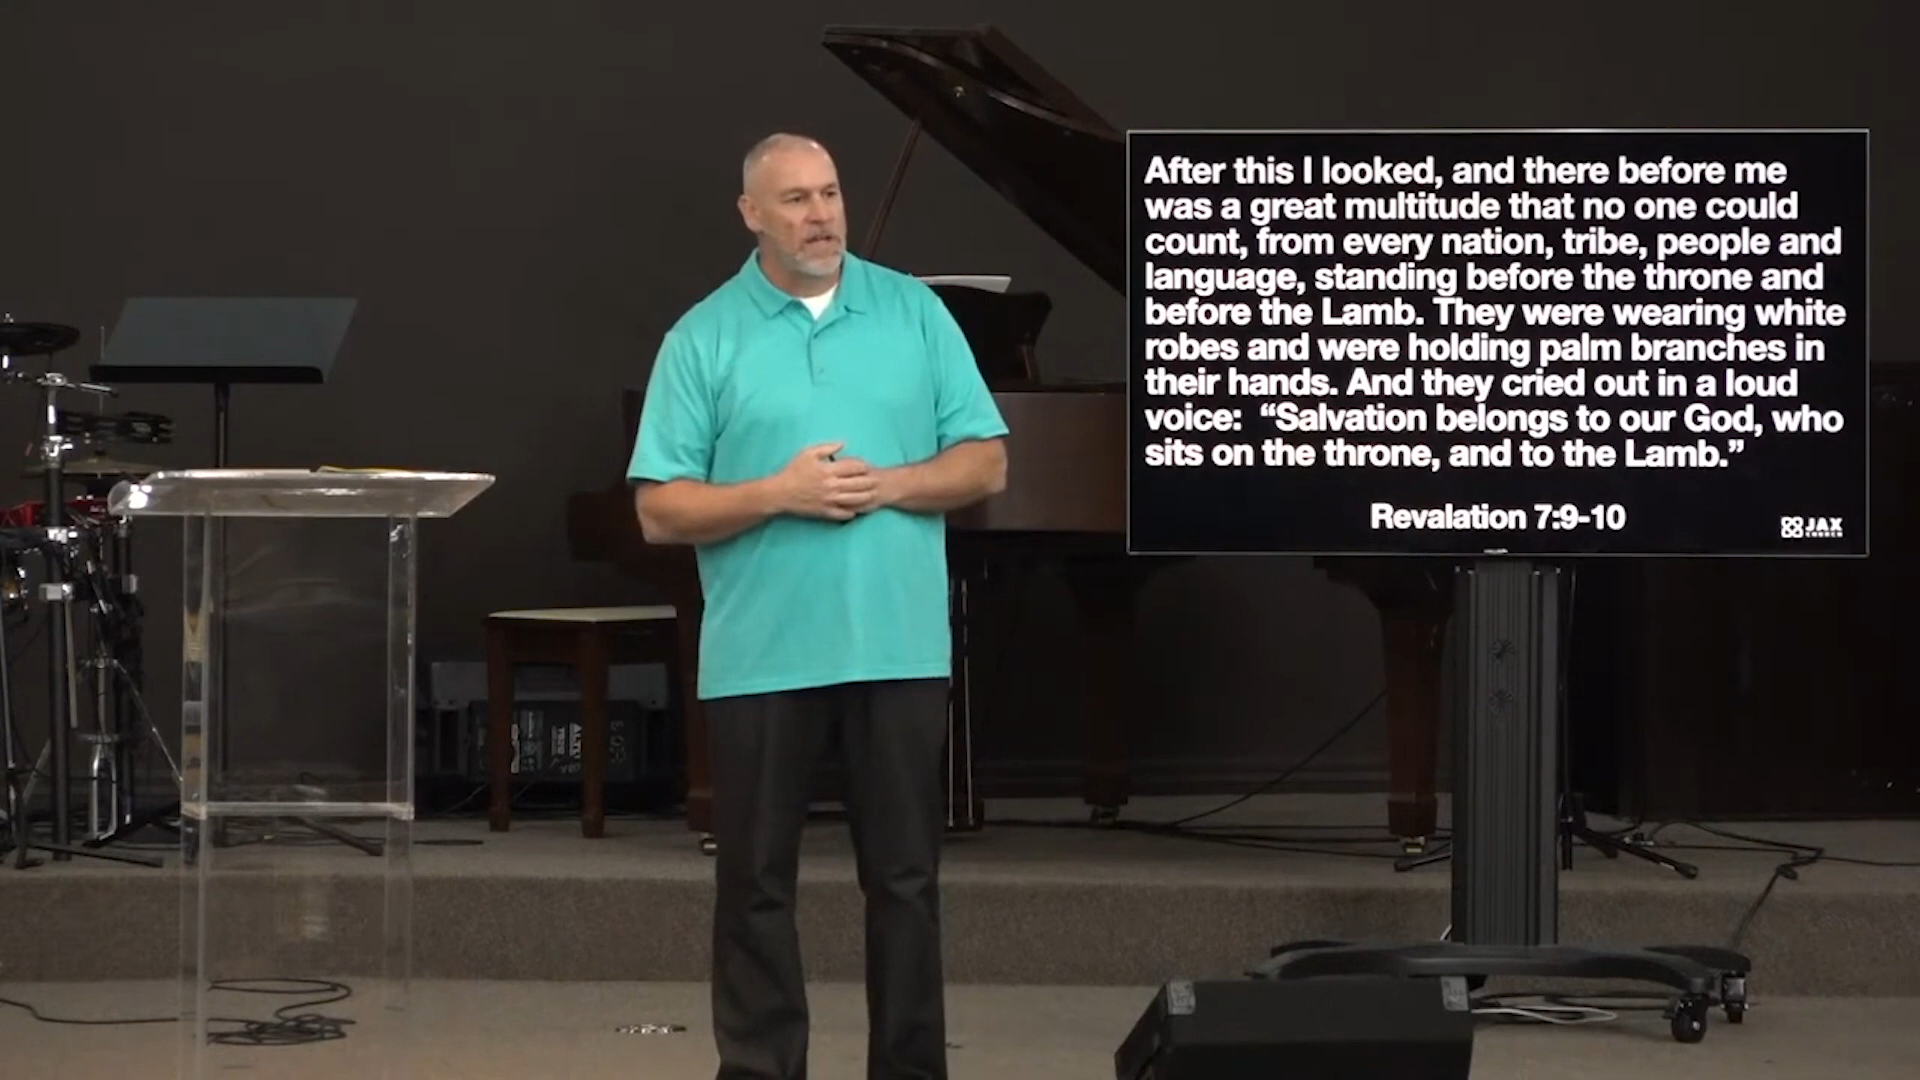 After this I looked, and there before me
was a great multitude that no one could
count, from every nation, tribe, people and
language, standing before the throne and
before the Lamb. They were wearing white
robes and were holding palm branches in
their hands. And they cried out in a loud
voice:  “Salvation belongs to our God, who
sits on the throne, and to the Lamb.”
Revalation 7:9-10
JAX
CHURCH
ALTO